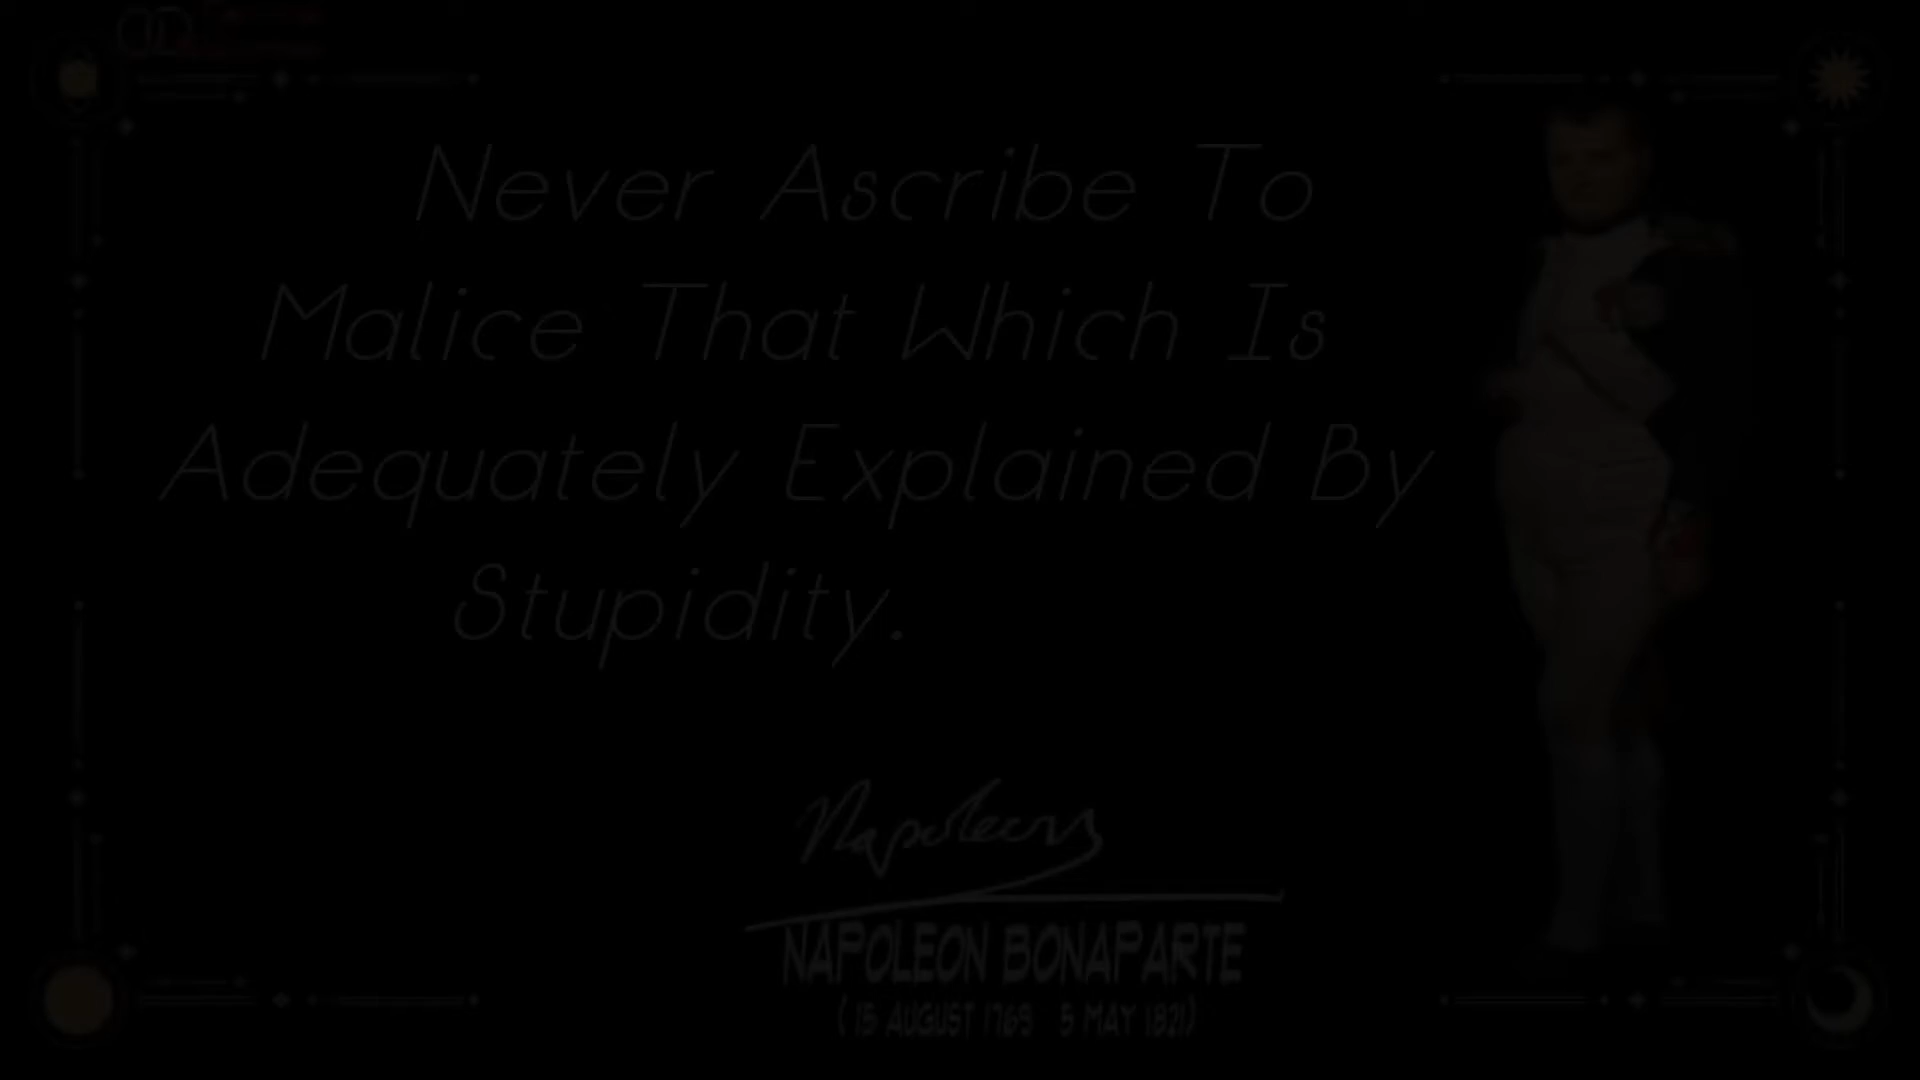 Never Ascribe To
Malice That Which Is
Adequately Explained By
Stupidity.
Napoleon
NAPOLEON BONAPARTE
( 15 AUGUST 1769 5 MAY 1821)